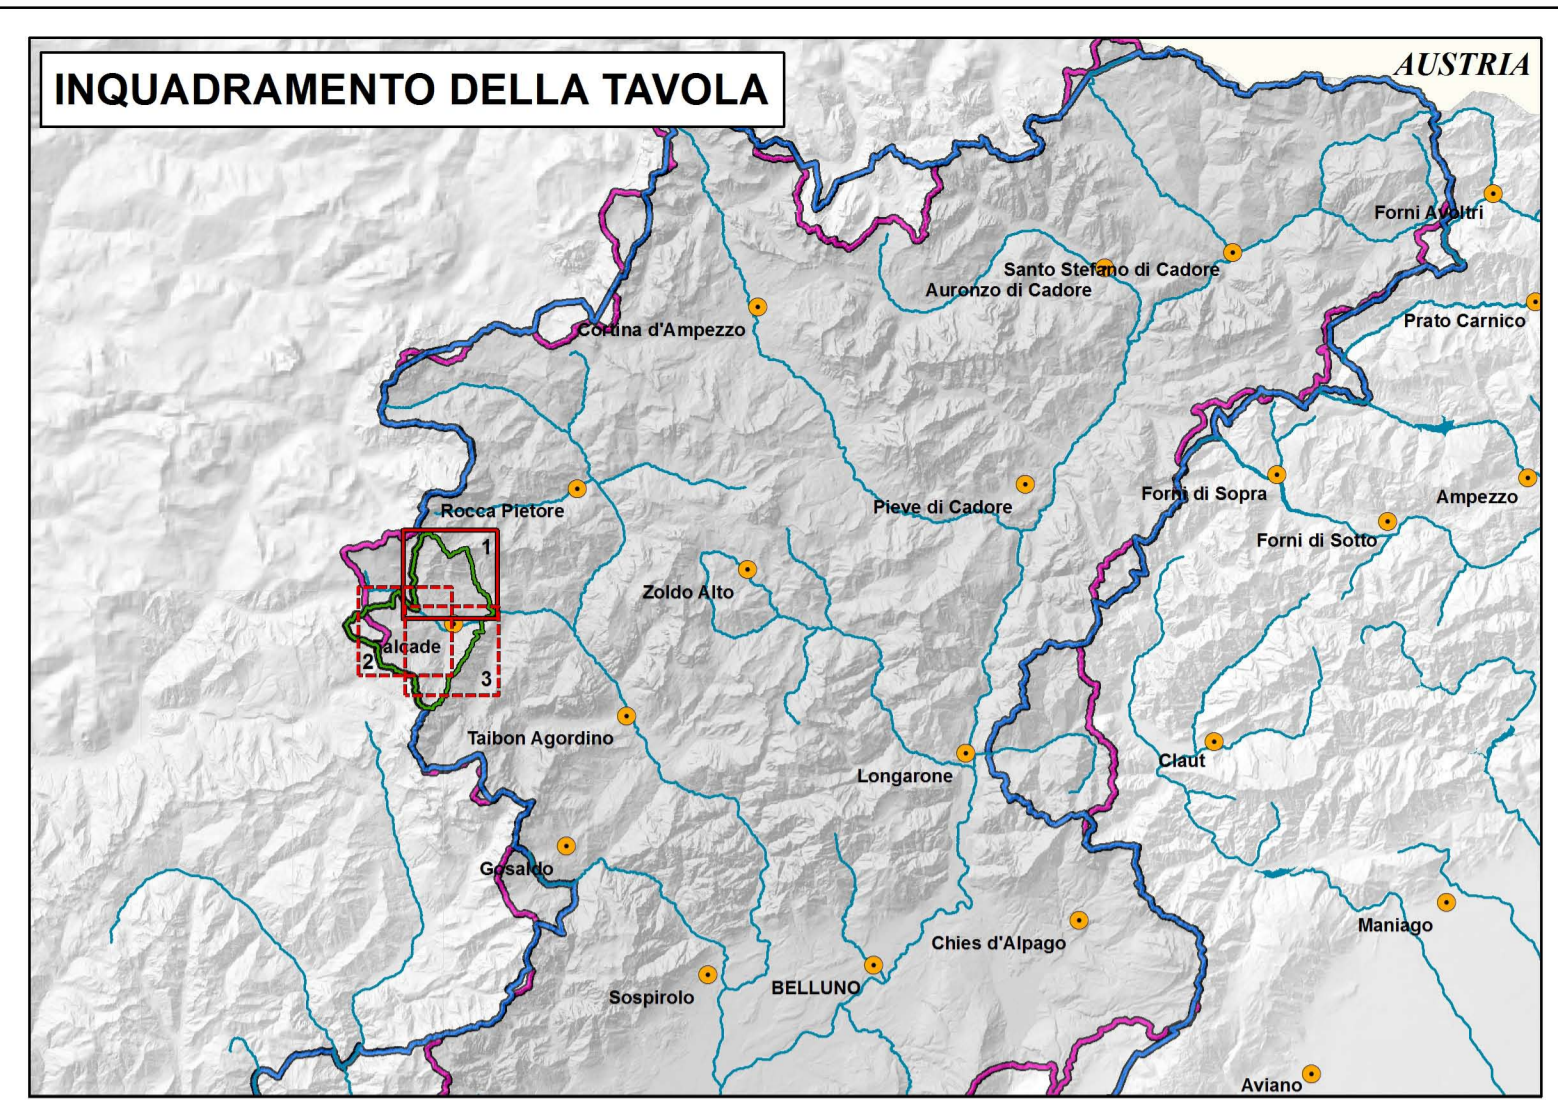 AUSTRIA
INQUADRAMENTO DELLA TAVOLA
Forni Avoltri
Santo Stefano di Cadore
Auronzo di Cadore
Prato Carnico
Cortina d'Ampezzo
Forni di Sopra
Ampezzo
Pieve di Cadore
Rocca Pietore
Forni di Sotto
1
Zoldo Alto
alcade
2
3
Taibon Agordino
Claut
Longarone
Gosaldo
Maniago
Chies d'Alpago
BELLUNO
Sospirolo
Aviano